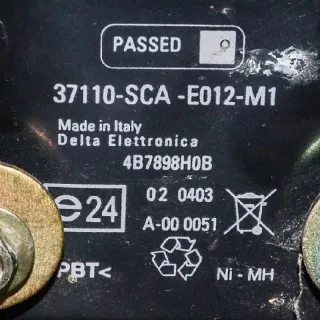 PASSED
37110-SCA -E012-M1
Made in Italy
Delta Elettronica
4B7898H0B
e24
02 0403
A-00 0051
PBT<
Ni-MH